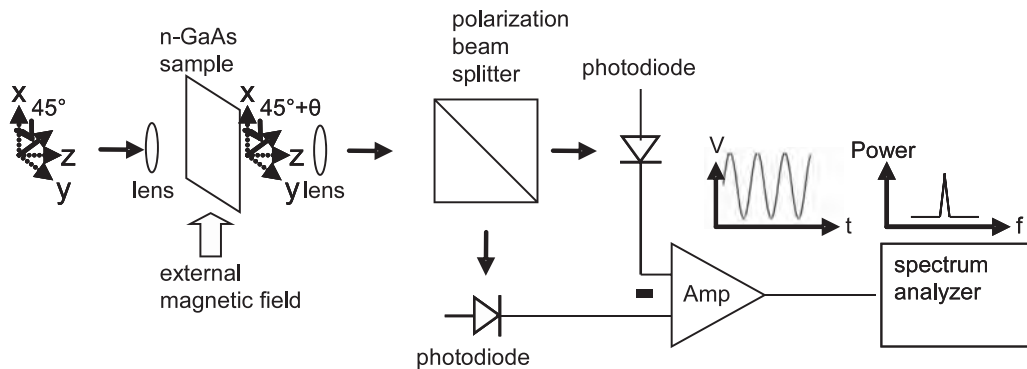 n-GaAs
sample
polarization
beam
splitter
photodiode
x
45°
z
y
lens
x
45°+θ
z
y
lens
external
magnetic field
V
t
Power
f
Amp
spectrum
analyzer
photodiode